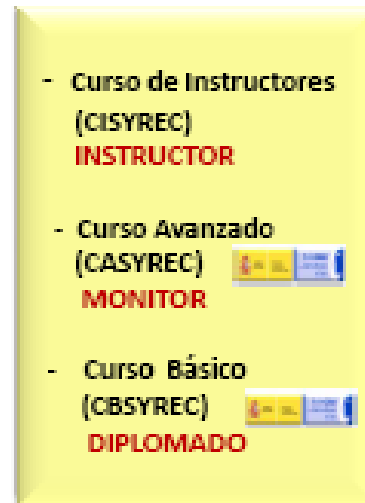 - Curso de Instructores
(CISYREC)
INSTRUCTOR
- Curso Avanzado
(CASYREC)
MONITOR
- Curso Básico
(CBSYREC)
DIPLOMADO